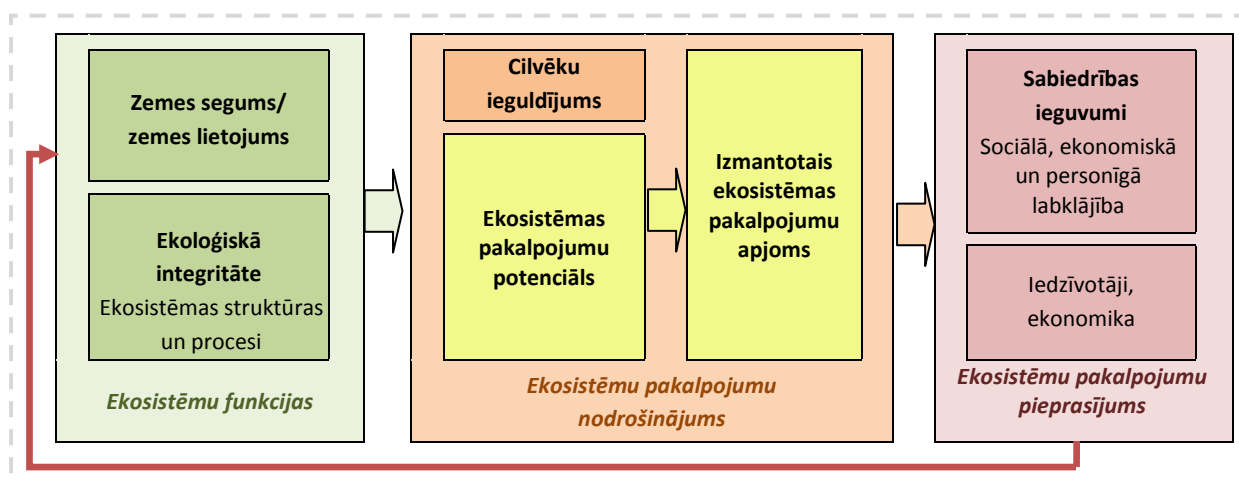 Zemes segums/
zemes lietojums
Ekoloģiskā
integritāte
Ekosistēmas struktūras
un procesi
Ekosistēmu funkcijas
Cilvēku
ieguldījums
Ekosistēmas
pakalpojumu
potenciāls
Izmantotais
ekosistēmas
pakalpojumu
apjoms
Ekosistēmu pakalpojumu
nodrošinājums
Sabiedrības
ieguvumi
Sociālā, ekonomiskā
un personīgā
labklājība
Iedzīvotāji,
ekonomika
Ekosistēmu pakalpojumu
pieprasījums